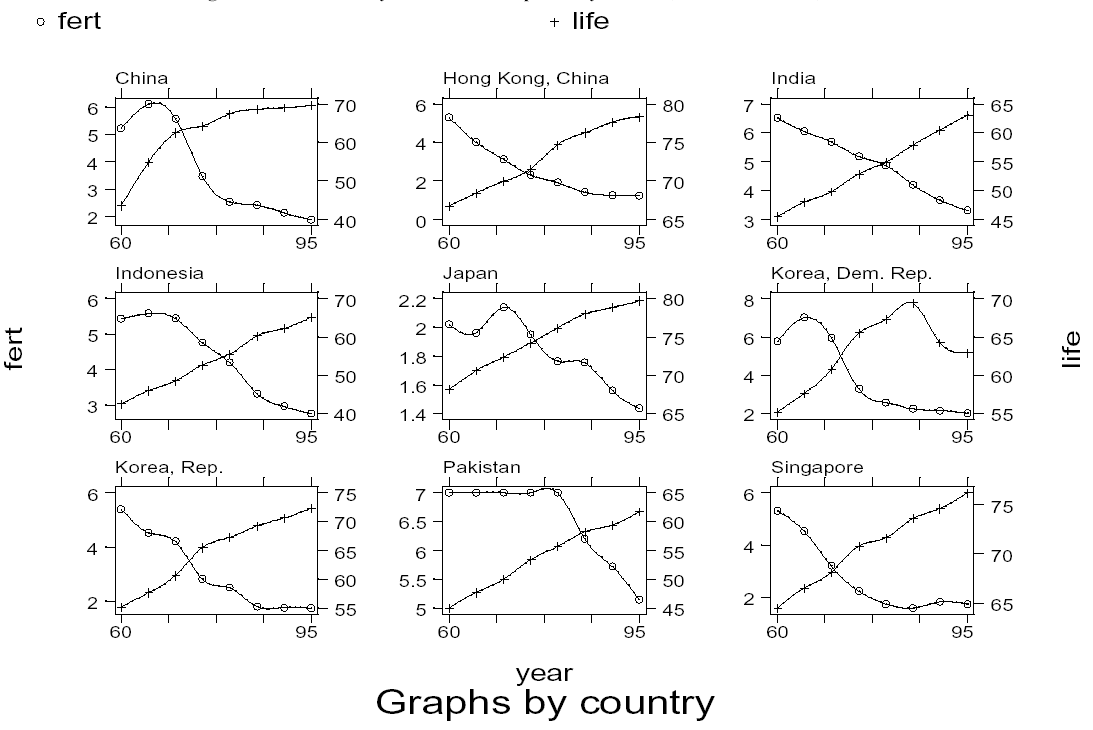 fert life
China Hong Kong, China India
6 70 6 80 7 65
5 60 4 75 6 60
4 50 2 70 5 55
3 40 0 65 4 50
2 3 45
60 95 60 95 60 95
Indonesia Japan Korea, Dem. Rep.
6 70 2.2 80 8 70
5 60 2 75 6 65
4 50 1.8 70 4 60
3 40 1.6 65 2 55
1.4
60 95 60 95 60 95
fert
life
Korea, Rep. Pakistan Singapore
6 75 7 65 6 75
4 70 6.5 60 4 70
2 65 6 55 2 65
60 5.5 50
55 5 45
60 95 60 95 60 95
year
Graphs by country